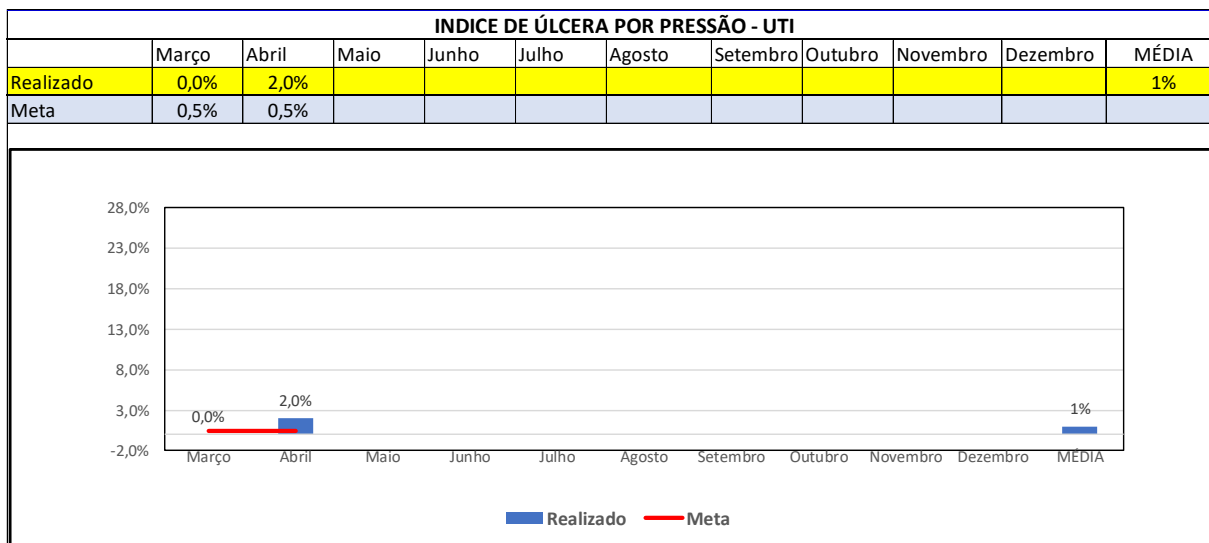 INDICE DE ÚLCERA POR PRESSÃO - UTI
Março Abril Maio Junho Julho Agosto Setembro Outubro Novembro Dezembro MÉDIA
Realizado 0,0% 2,0% 1%
Meta 0,5% 0,5%
28,0%
23,0%
18,0%
13,0%
8,0%
3,0%
-2,0%
0,0% 2,0% 1%
Março Abril Maio Junho Julho Agosto Setembro Outubro Novembro Dezembro MÉDIA
Realizado Meta